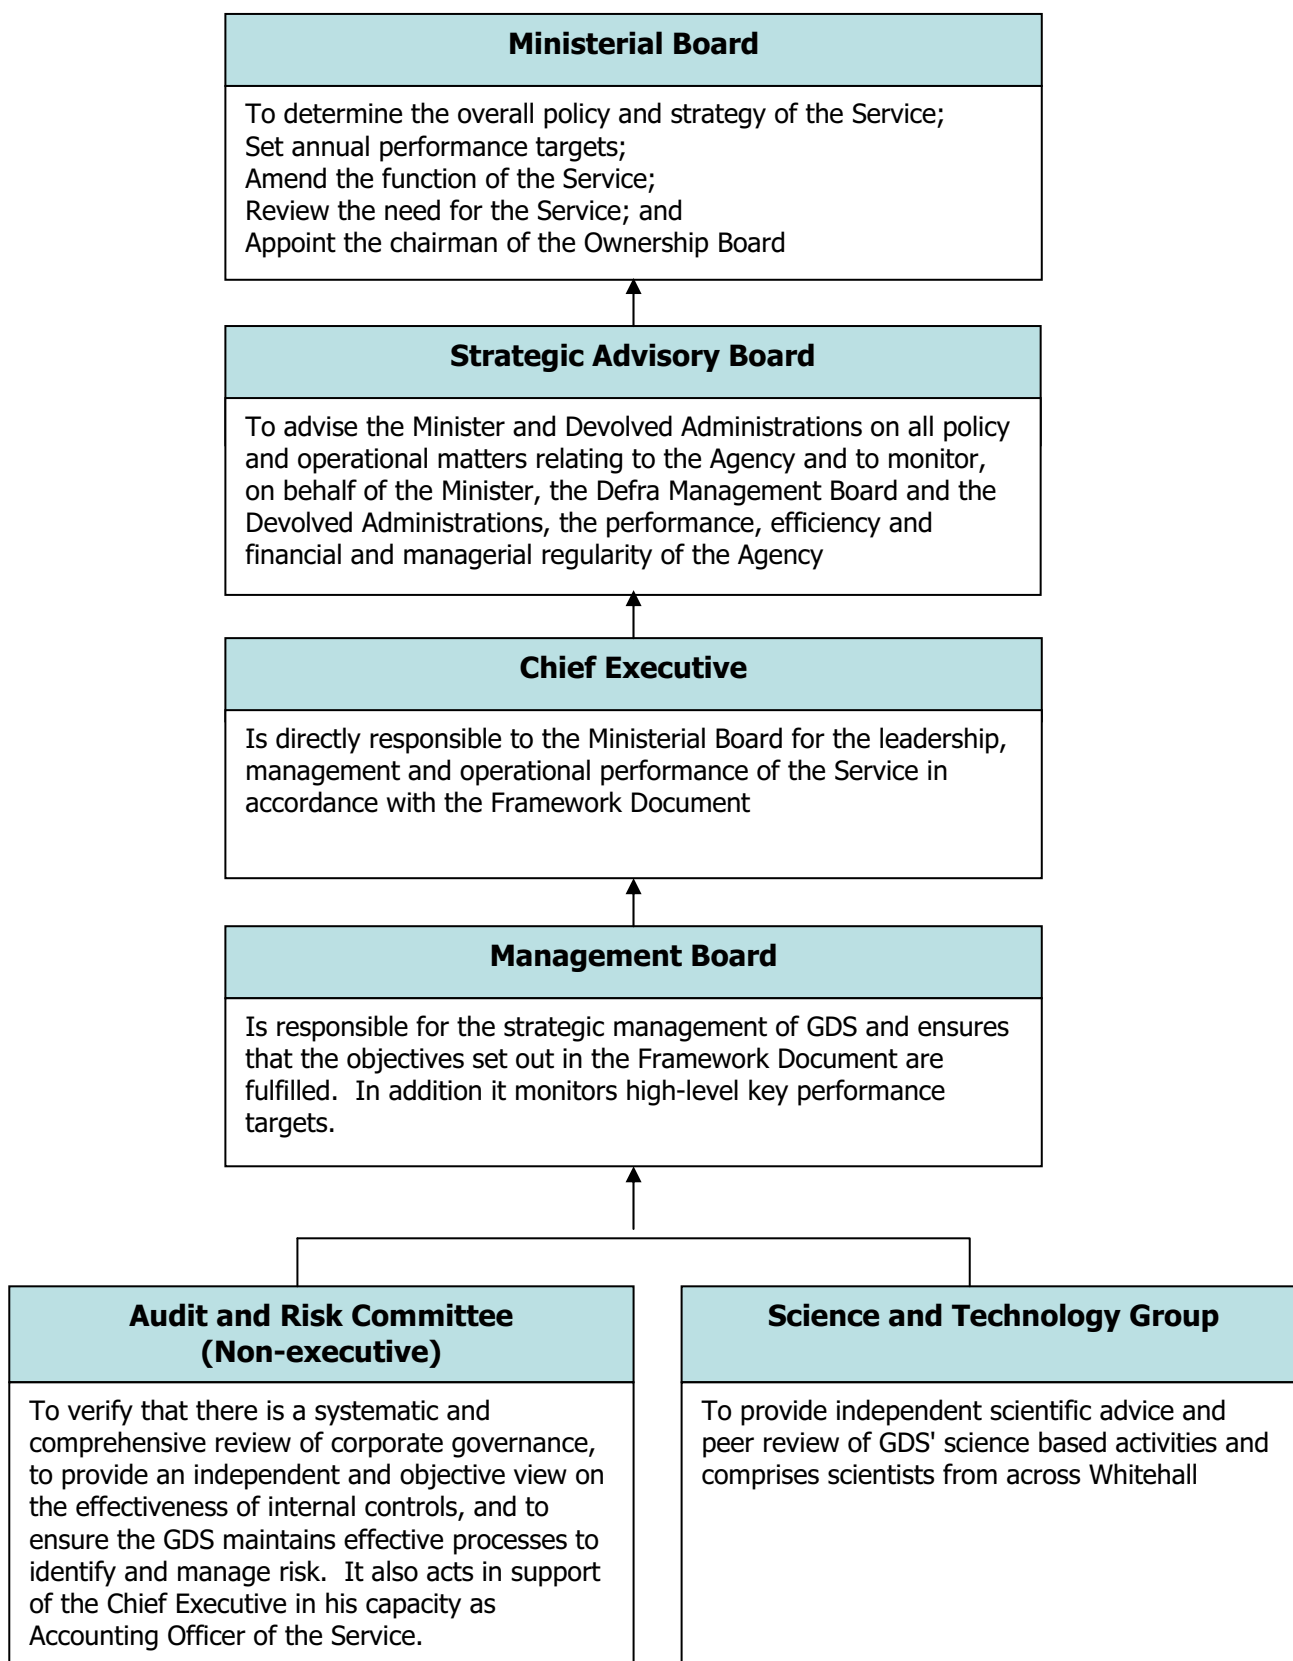 Ministerial Board
To determine the overall policy and strategy of the Service;
Set annual performance targets;
Amend the function of the Service;
Review the need for the Service; and
Appoint the chairman of the Ownership Board
Strategic Advisory Board
To advise the Minister and Devolved Administrations on all policy
and operational matters relating to the Agency and to monitor,
on behalf of the Minister, the Defra Management Board and the
Devolved Administrations, the performance, efficiency and
financial and managerial regularity of the Agency
Chief Executive
Is directly responsible to the Ministerial Board for the leadership,
management and operational performance of the Service in
accordance with the Framework Document
Management Board
Is responsible for the strategic management of GDS and ensures
that the objectives set out in the Framework Document are
fulfilled.  In addition it monitors high-level key performance
targets.
Audit and Risk Committee
(Non-executive)
To verify that there is a systematic and
comprehensive review of corporate governance,
to provide an independent and objective view on
the effectiveness of internal controls, and to
ensure the GDS maintains effective processes to
identify and manage risk.  It also acts in support
of the Chief Executive in his capacity as
Accounting Officer of the Service.
Science and Technology Group
To provide independent scientific advice and
peer review of GDS' science based activities and
comprises scientists from across Whitehall